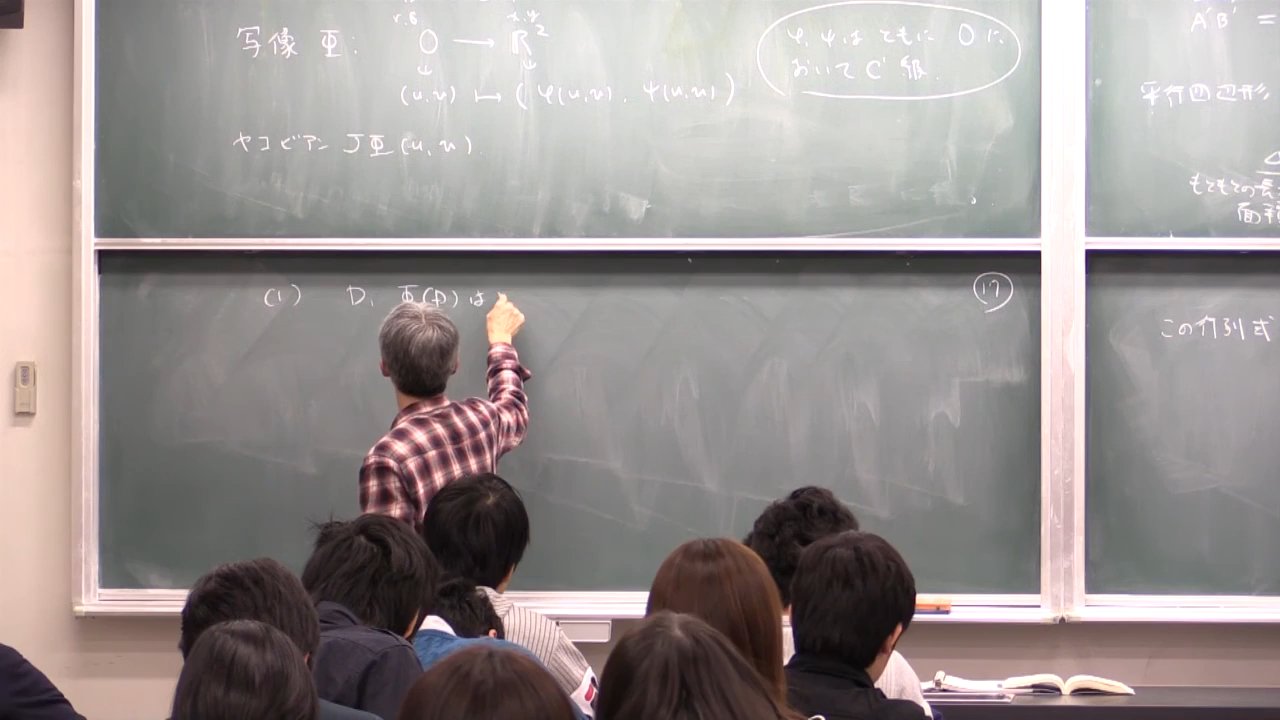 写像 Φ: O → R²
(u,v) ↦ (φ(u,v), ψ(u,v))
φ, ψ は ともに O に
おいて C¹ 級.
ヤコビアン JΦ(u,v).
(1) D, Φ(D) は
17
A'B' =
平行四辺形
もともとの長
面積
この行列式